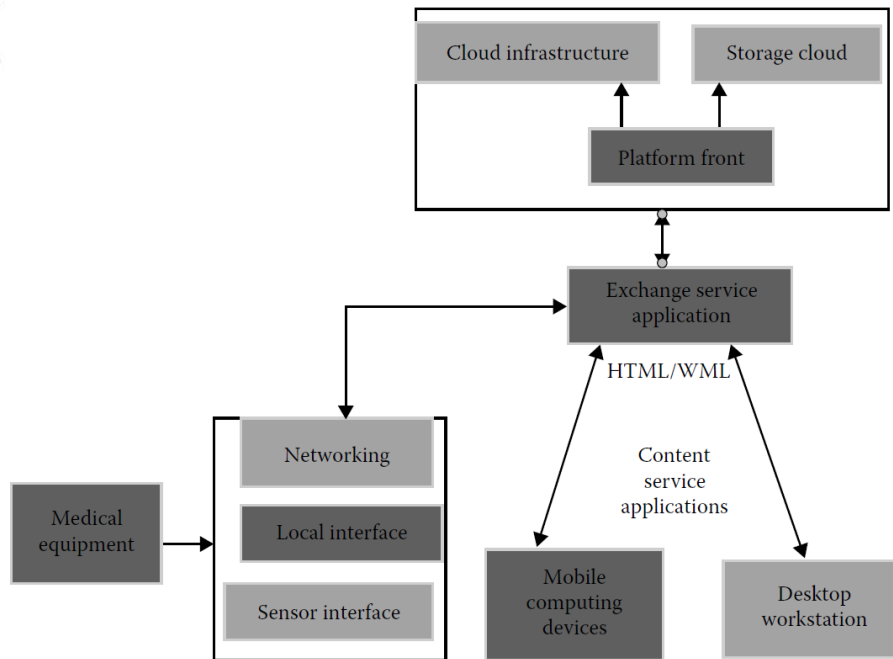 Cloud infrastructure
Storage cloud
Platform front
Exchange service
application
HTML/WML
Networking
Content
service
applications
Medical
equipment
Local interface
Sensor interface
Mobile
computing
devices
Desktop
workstation